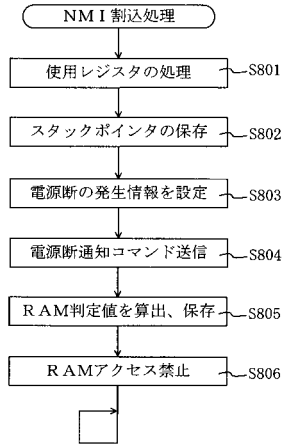 NMI割込処理
使用レジスタの処理 S801
スタックポインタの保存 S802
電源断の発生情報を設定 S803
電源断通知コマンド送信 S804
RAM判定値を算出、保存 S805
RAMアクセス禁止 S806